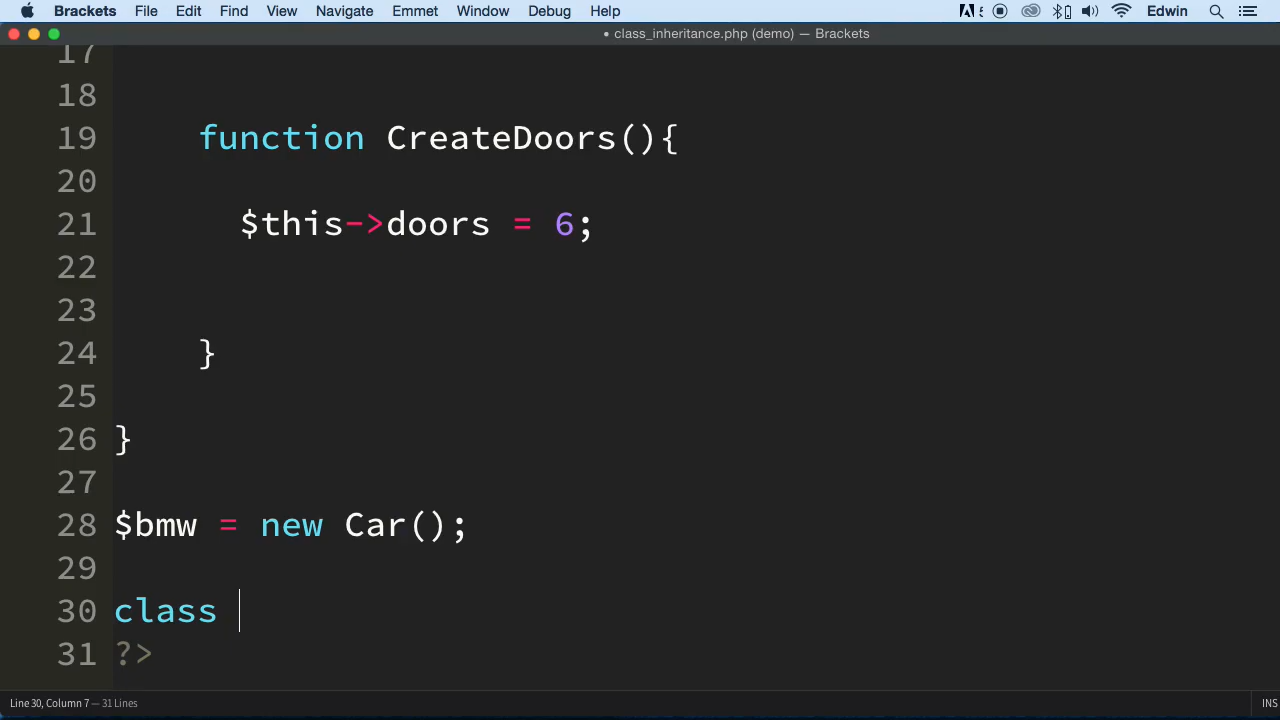 Brackets File Edit Find View Navigate Emmet Window Debug Help Edwin
• class_inheritance.php (demo) — Brackets
17
18
19 function CreateDoors(){
20
21 $this->doors = 6;
22
23
24 }
25
26 }
27
28 $bmw = new Car();
29
30 class
31 ?>
Line 30, Column 7 — 31 Lines INS